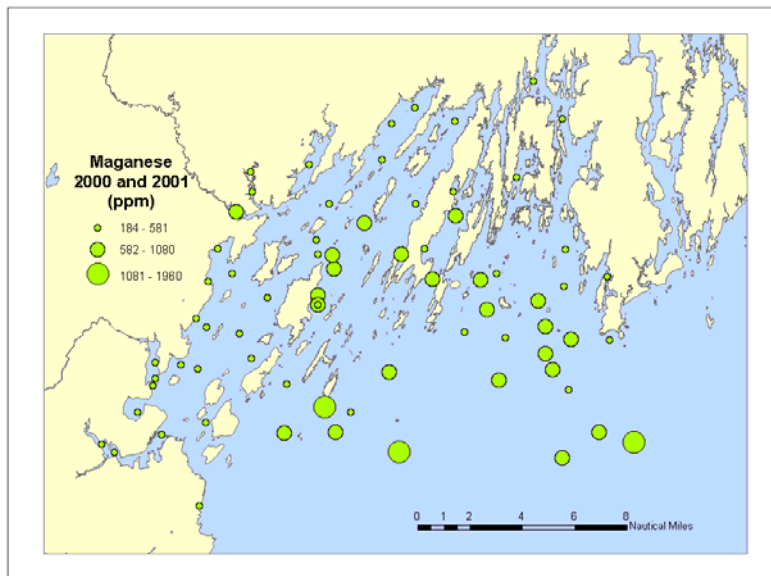 Maganese
2000 and 2001
(ppm)
184 - 581
582 - 1080
1081 - 1960
0 1 2 4 6 8
Nautical Miles